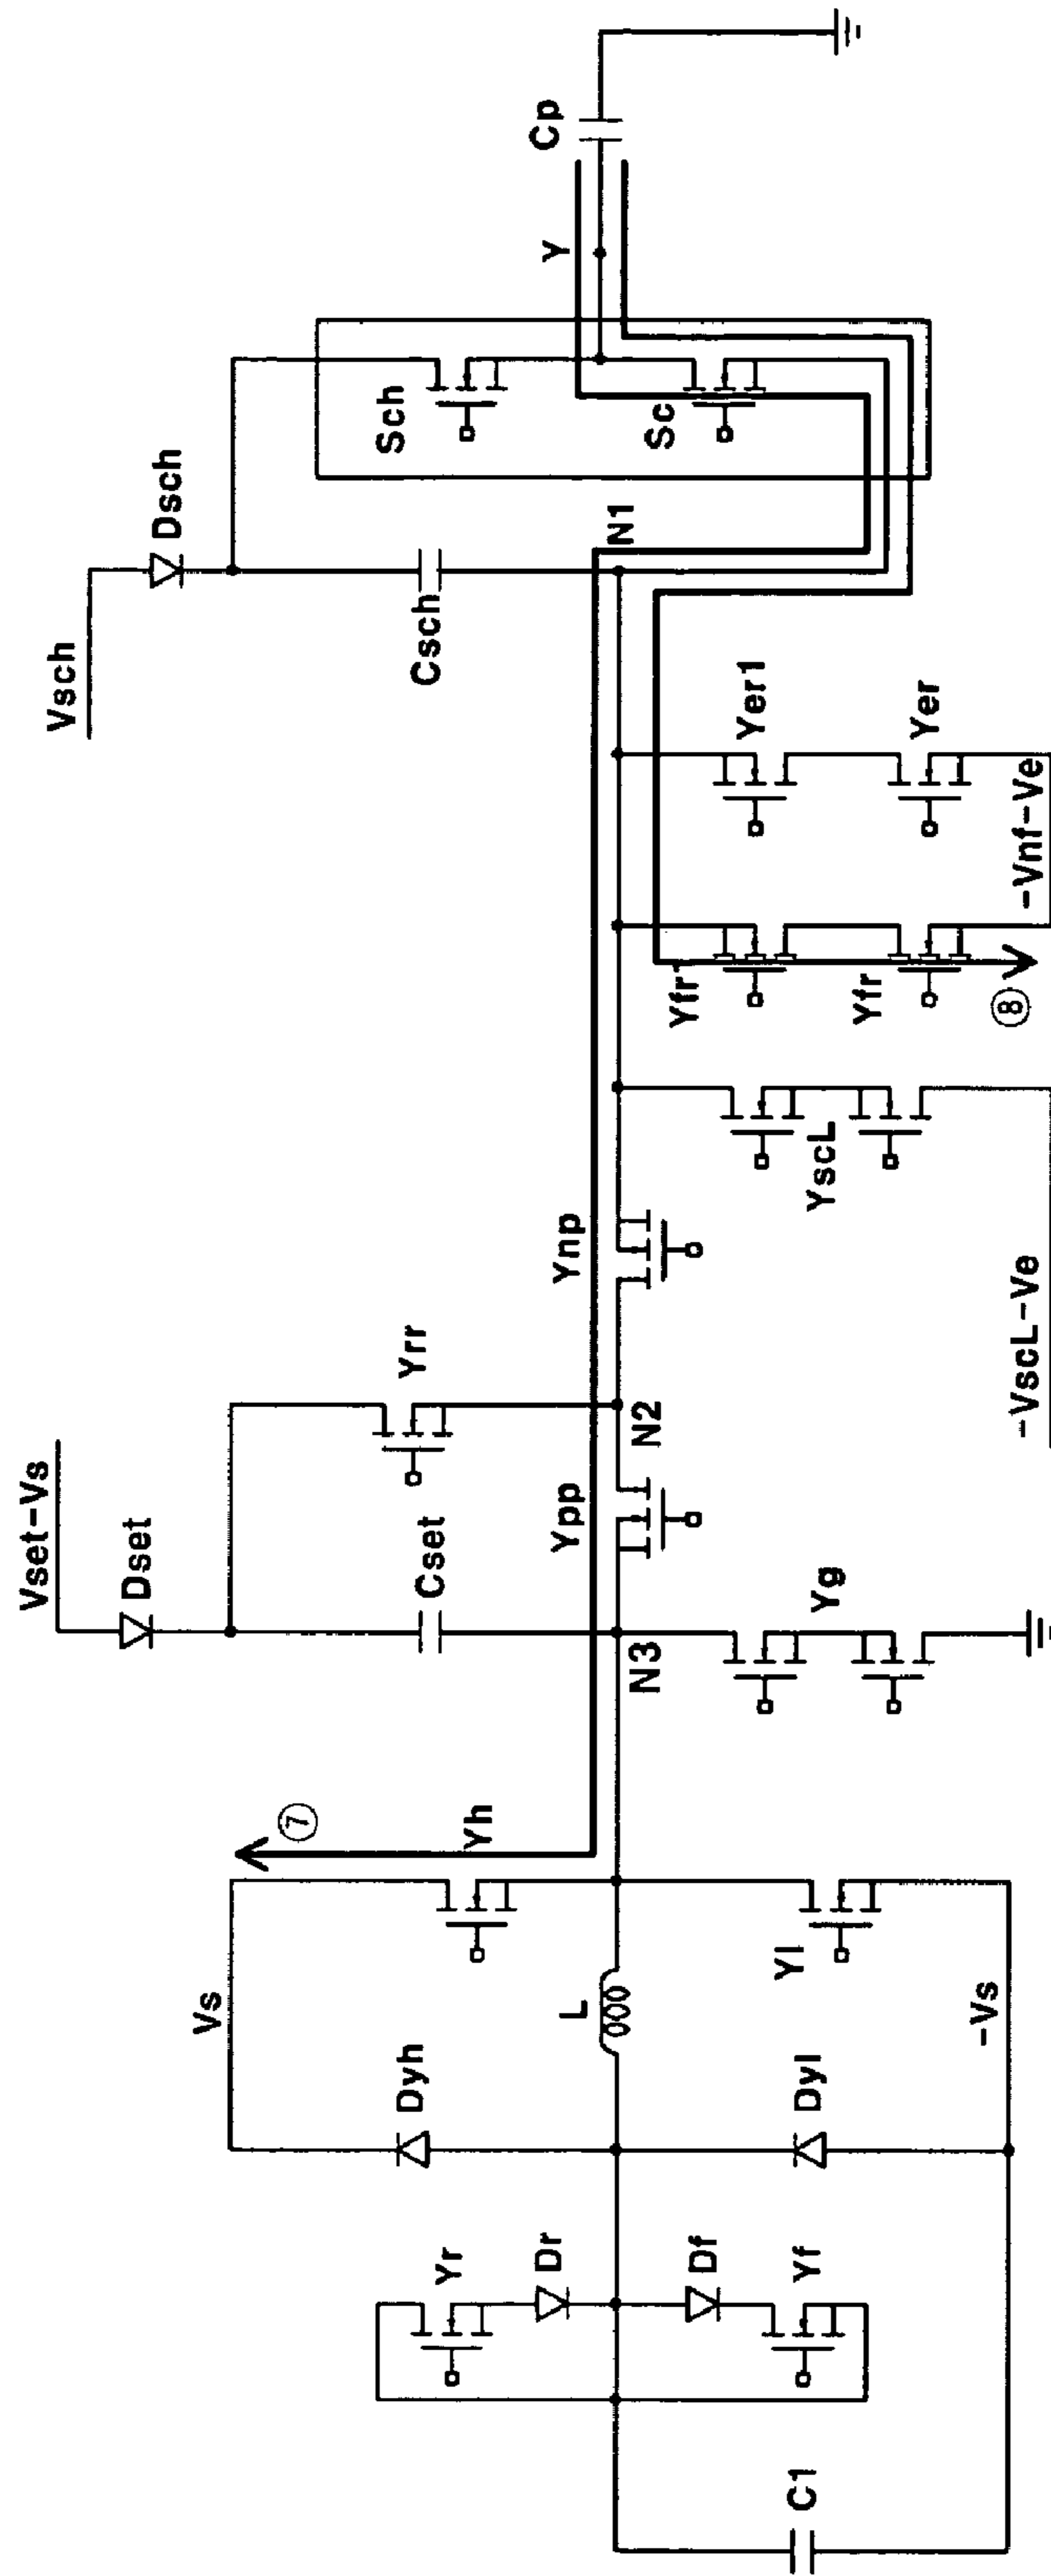 Vsch
Dsch
Csch
Sch
Sc
N1
Y
Cp
Yer1
Yer
-Vnf-Ve
Yfr1
Yfr
⑧
YscL
-VscL-Ve
Ynp
Yrr
N2
Ypp
Vset-Vs
Dset
Cset
N3
Yg
⑦
Yh
Yl
Vs
-Vs
L
Dyh
Dyl
Yr
Dr
Df
Yf
C1